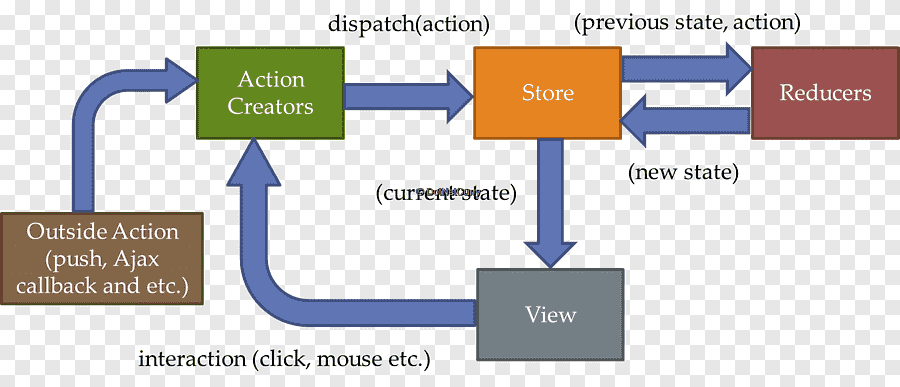 dispatch(action)
(previous state, action)
Action
Creators
Store
Reducers
(new state)
(current state)
Outside Action
(push, Ajax
callback and etc.)
View
interaction (click, mouse etc.)